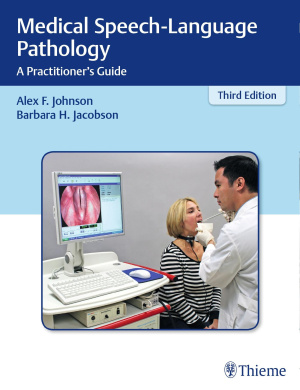 Medical Speech-Language
Pathology
A Practitioner's Guide
Third Edition
Alex F. Johnson
Barbara H. Jacobson
Thieme